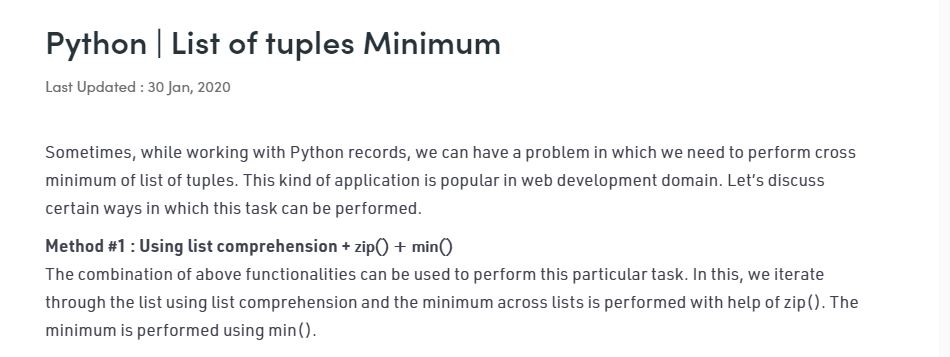 Python | List of tuples Minimum
Last Updated : 30 Jan, 2020
Sometimes, while working with Python records, we can have a problem in which we need to perform cross
minimum of list of tuples. This kind of application is popular in web development domain. Let’s discuss
certain ways in which this task can be performed.
Method #1 : Using list comprehension + zip() + min()
The combination of above functionalities can be used to perform this particular task. In this, we iterate
through the list using list comprehension and the minimum across lists is performed with help of zip(). The
minimum is performed using min().